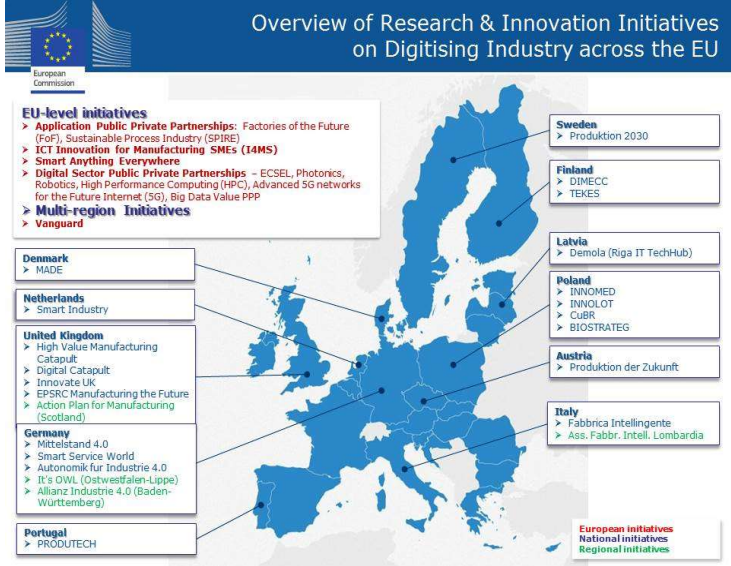 Overview of Research & Innovation Initiatives
on Digitising Industry across the EU
European
Commission
EU-level initiatives
➢ Application Public Private Partnerships: Factories of the Future
(FoF), Sustainable Process Industry (SPIRE)
➢ ICT Innovation for Manufacturing SMEs (I4MS)
➢ Smart Anything Everywhere
➢ Digital Sector Public Private Partnerships – ECSEL, Photonics,
Robotics, High Performance Computing (HPC), Advanced 5G networks
for the Future Internet (5G), Big Data Value PPP
➢ Multi-region Initiatives
➢ Vanguard
Denmark
➢ MADE
Netherlands
➢ Smart Industry
United Kingdom
➢ High Value Manufacturing
Catapult
➢ Digital Catapult
➢ Innovate UK
➢ EPSRC Manufacturing the Future
➢ Action Plan for Manufacturing
(Scotland)
Germany
➢ Mittelstand 4.0
➢ Smart Service World
➢ Autonomik fur Industrie 4.0
➢ It's OWL (Ostwestfalen-Lippe)
➢ Allianz Industrie 4.0 (Baden-
Württemberg)
Portugal
➢ PRODUTECH
Sweden
➢ Produktion 2030
Finland
➢ DIMECC
➢ TEKES
Latvia
➢ Demola (Riga IT TechHub)
Poland
➢ INNOMED
➢ INNOLOT
➢ CuBR
➢ BIOSTRATEG
Austria
➢ Produktion der Zukunft
Italy
➢ Fabbrica Intellingente
➢ Ass. Fabbr. Intell. Lombardia
European initiatives
National initiatives
Regional initiatives